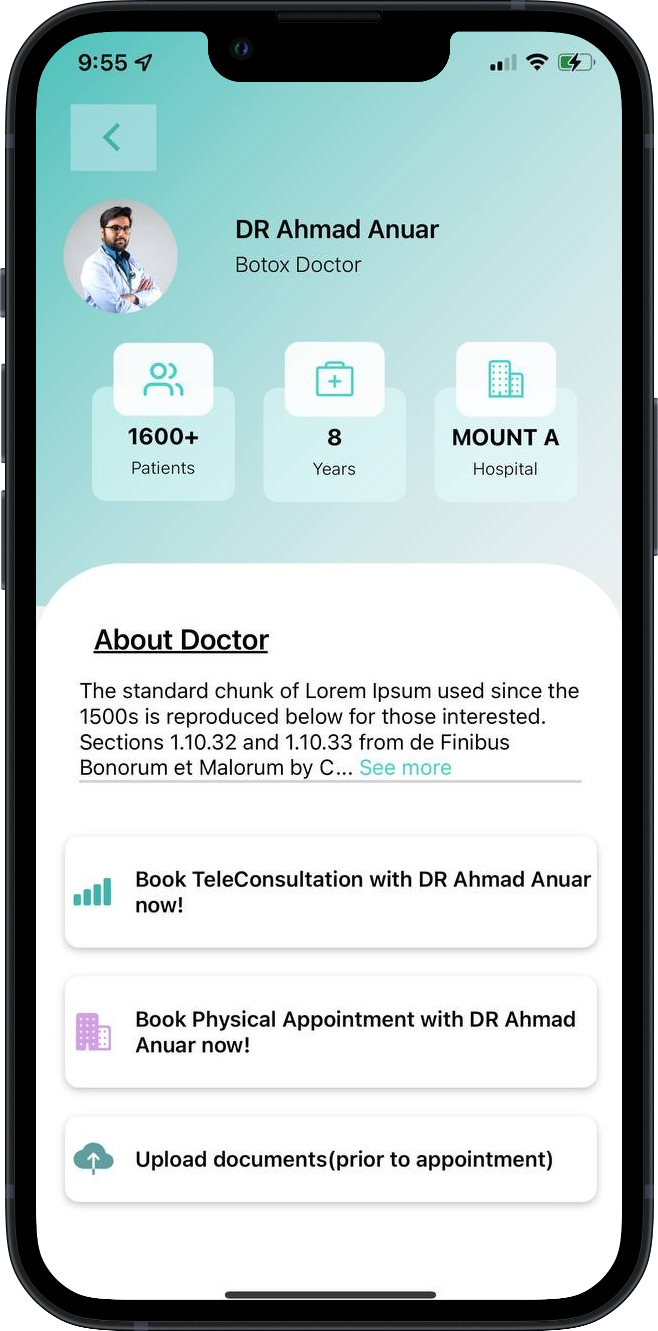 9:55
DR Ahmad Anuar
Botox Doctor
1600+
Patients
8
Years
MOUNT A
Hospital
About Doctor
The standard chunk of Lorem Ipsum used since the
1500s is reproduced below for those interested.
Sections 1.10.32 and 1.10.33 from de Finibus
Bonorum et Malorum by C... See more
Book TeleConsultation with DR Ahmad Anuar
now!
Book Physical Appointment with DR Ahmad
Anuar now!
Upload documents(prior to appointment)